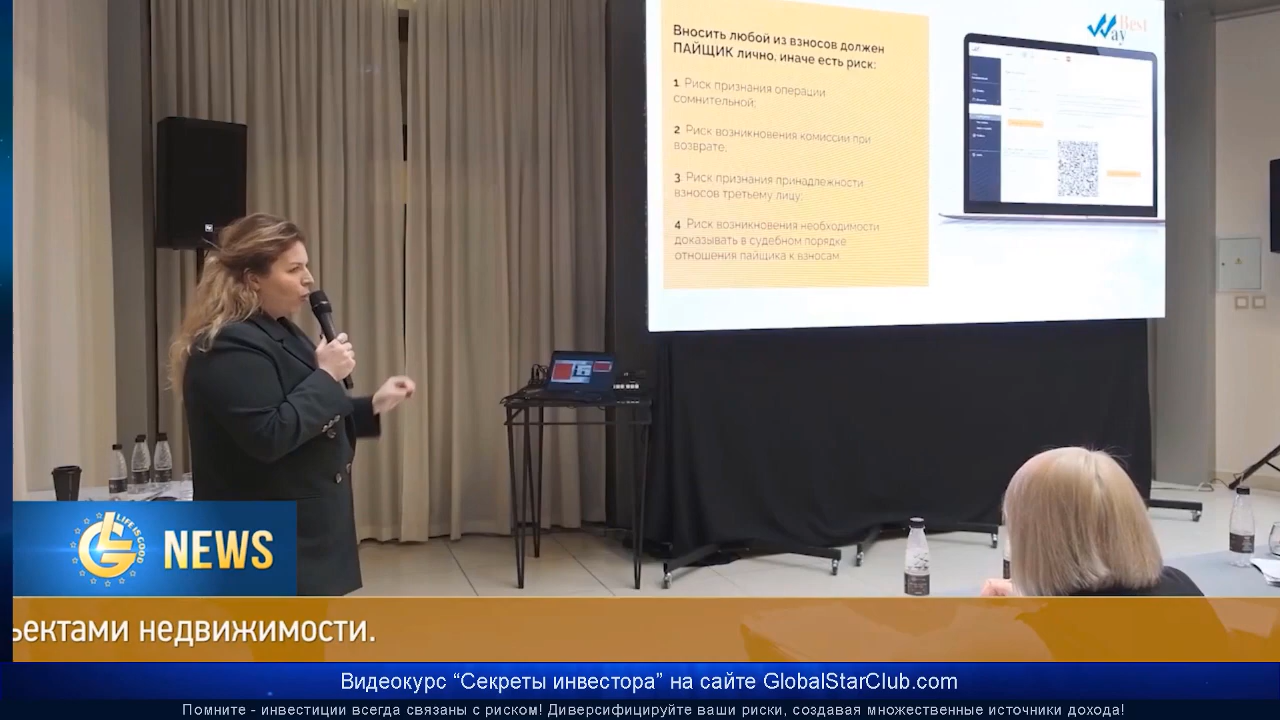 Вносить любой из взносов должен
ПАЙЩИК лично, иначе есть риск:
1. Риск признания операции
сомнительной;
2. Риск возникновения комиссии при
возврате;
3. Риск признания принадлежности
взносов третьему лицу;
4. Риск возникновения необходимости
доказывать в судебном порядке
отношения пайщика к взносам
Best
Way
LIFE IS GOOD
NEWS
ъектами недвижимости.
Видеокурс “Секреты инвестора” на сайте GlobalStarClub.com
Помните - инвестиции всегда связаны с риском! Диверсифицируйте ваши риски, создавая множественные источники дохода!